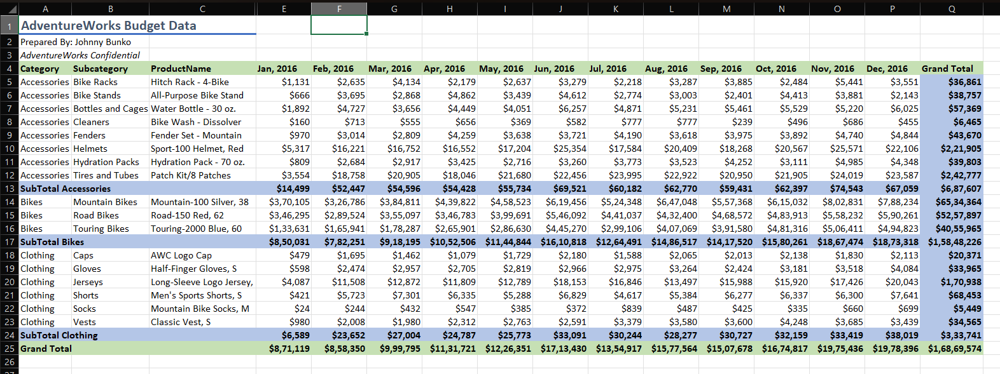 A B C E F G H I J K L M N O P Q
1 AdventureWorks Budget Data
2 Prepared By: Johnny Bunko
3 AdventureWorks Confidential
4 Category Subcategory ProductName Jan, 2016 Feb, 2016 Mar, 2016 Apr, 2016 May, 2016 Jun, 2016 Jul, 2016 Aug, 2016 Sep, 2016 Oct, 2016 Nov, 2016 Dec, 2016 Grand Total
5 Accessories Bike Racks Hitch Rack - 4-Bike $1,131 $2,635 $4,134 $2,179 $2,637 $3,279 $2,218 $3,287 $3,885 $2,484 $5,441 $3,551 $36,861
6 Accessories Bike Stands All-Purpose Bike Stand $666 $3,695 $2,868 $4,862 $3,439 $4,612 $2,774 $3,003 $2,401 $4,413 $3,881 $2,143 $38,757
7 Accessories Bottles and Cages Water Bottle - 30 oz. $1,892 $4,727 $3,656 $4,449 $4,051 $6,257 $4,871 $5,231 $5,461 $5,529 $5,220 $6,025 $57,369
8 Accessories Cleaners Bike Wash - Dissolver $160 $713 $555 $656 $369 $582 $777 $777 $239 $496 $686 $455 $6,465
9 Accessories Fenders Fender Set - Mountain $970 $3,014 $2,809 $4,259 $3,638 $3,721 $4,190 $3,618 $3,975 $3,892 $4,740 $4,844 $43,670
10 Accessories Helmets Sport-100 Helmet, Red $5,317 $16,221 $16,752 $16,552 $17,204 $25,354 $17,584 $20,409 $18,268 $20,567 $25,571 $22,106 $2,21,905
11 Accessories Hydration Packs Hydration Pack - 70 oz. $809 $2,684 $2,917 $3,425 $2,716 $3,260 $3,773 $3,523 $4,252 $3,111 $4,985 $4,348 $39,803
12 Accessories Tires and Tubes Patch Kit/8 Patches $3,554 $18,758 $20,905 $18,046 $21,680 $22,456 $23,995 $22,922 $20,950 $21,905 $24,019 $23,587 $2,42,777
13 SubTotal Accessories $14,499 $52,447 $54,596 $54,428 $55,734 $69,521 $60,182 $62,770 $59,431 $62,397 $74,543 $67,059 $6,87,607
14 Bikes Mountain Bikes Mountain-100 Silver, 38 $3,70,105 $3,26,786 $3,84,811 $4,39,822 $4,58,523 $6,19,456 $5,24,348 $6,47,048 $5,57,368 $6,15,032 $8,02,831 $7,88,234 $65,34,364
15 Bikes Road Bikes Road-150 Red, 62 $3,46,295 $2,89,524 $3,55,097 $3,46,783 $3,99,691 $5,46,092 $4,41,037 $4,32,400 $4,68,572 $4,83,913 $5,58,232 $5,90,261 $52,57,897
16 Bikes Touring Bikes Touring-2000 Blue, 60 $1,33,631 $1,65,941 $1,78,287 $2,65,901 $2,86,630 $4,45,270 $2,99,106 $4,07,069 $3,91,580 $4,81,316 $5,06,411 $4,94,823 $40,55,965
17 SubTotal Bikes $8,50,031 $7,82,251 $9,18,195 $10,52,506 $11,44,844 $16,10,818 $12,64,491 $14,86,517 $14,17,520 $15,80,261 $18,67,474 $18,73,318 $1,58,48,226
18 Clothing Caps AWC Logo Cap $479 $1,695 $1,462 $1,079 $1,729 $2,180 $1,588 $2,065 $2,013 $2,138 $1,830 $2,113 $20,371
19 Clothing Gloves Half-Finger Gloves, S $598 $2,474 $2,957 $2,705 $2,819 $2,966 $2,975 $3,264 $2,424 $3,181 $3,518 $4,084 $33,965
20 Clothing Jerseys Long-Sleeve Logo Jersey, $4,087 $11,508 $12,872 $11,809 $12,789 $18,153 $16,846 $13,497 $15,988 $15,920 $17,426 $20,043 $1,70,938
21 Clothing Shorts Men's Sports Shorts, S $421 $5,723 $7,301 $6,335 $5,288 $6,829 $4,617 $5,384 $6,277 $6,337 $6,300 $7,641 $68,453
22 Clothing Socks Mountain Bike Socks, M $24 $244 $432 $547 $385 $372 $839 $487 $425 $335 $660 $699 $5,449
23 Clothing Vests Classic Vest, S $980 $2,008 $1,980 $2,312 $2,763 $2,591 $3,379 $3,580 $3,600 $4,248 $3,685 $3,439 $34,565
24 SubTotal Clothing $6,589 $23,652 $27,004 $24,787 $25,773 $33,091 $30,244 $28,277 $30,727 $32,159 $33,419 $38,019 $3,33,741
25 Grand Total $8,71,119 $8,58,350 $9,99,795 $11,31,721 $12,26,351 $17,13,430 $13,54,917 $15,77,564 $15,07,678 $16,74,817 $19,75,436 $19,78,396 $1,68,69,574
26